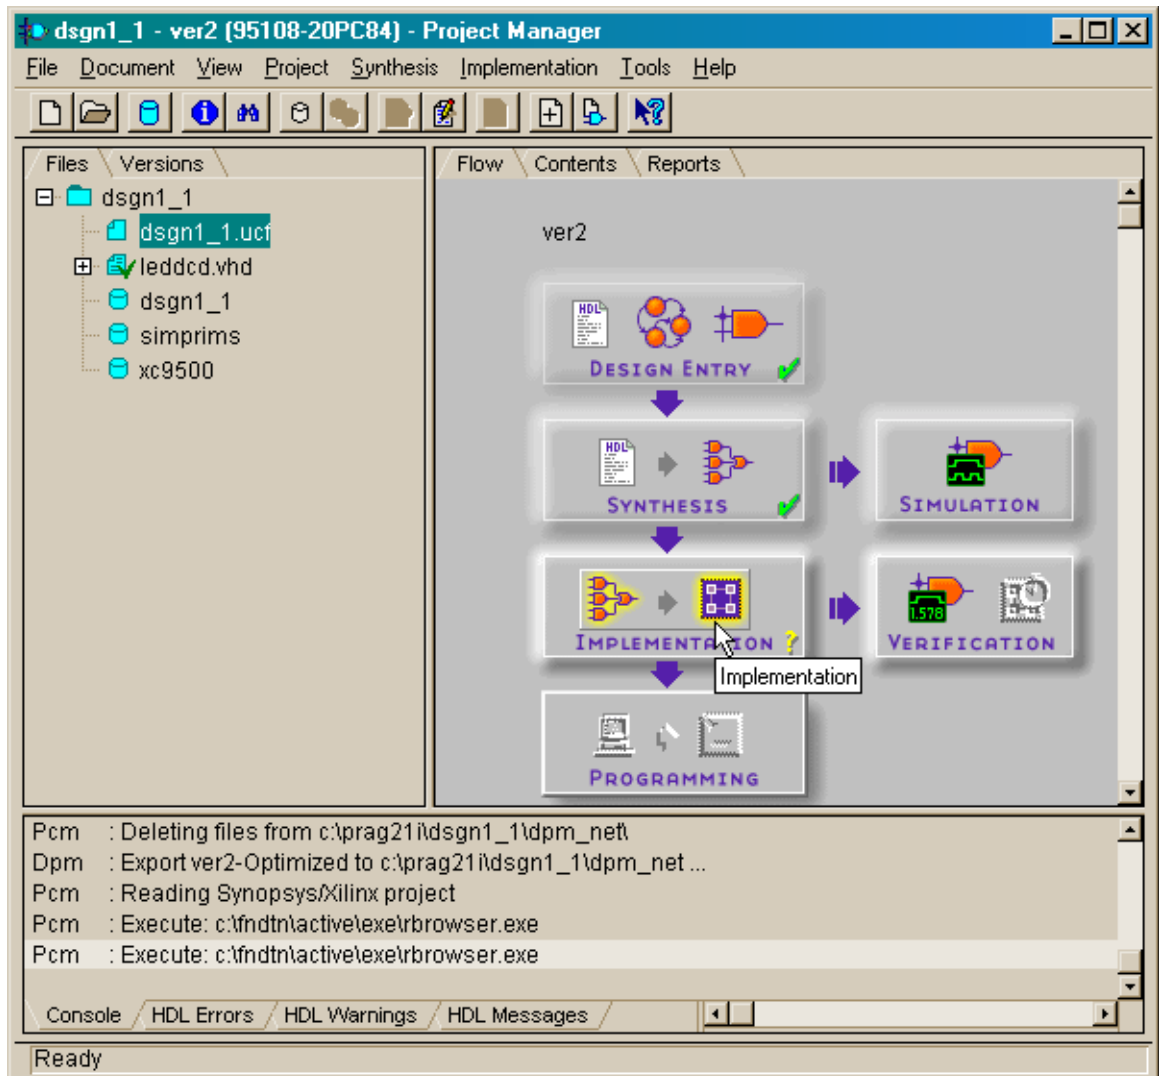 dsgn1_1 - ver2 (95108-20PC84) - Project Manager
File Document View Project Synthesis Implementation Tools Help
Files Versions
dsgn1_1
dsgn1_1.ucf
leddcd.vhd
dsgn1_1
simprims
xc9500
Flow Contents Reports
ver2
HDL
DESIGN ENTRY
HDL
SYNTHESIS
SIMULATION
IMPLEMENTATION ?
Implementation
1.578
VERIFICATION
PROGRAMMING
Pcm : Deleting files from c:\prag21i\dsgn1_1\dpm_net\
Dpm : Export ver2-Optimized to c:\prag21i\dsgn1_1\dpm_net ...
Pcm : Reading Synopsys/Xilinx project
Pcm : Execute: c:\fndtn\active\exe\rbrowser.exe
Pcm : Execute: c:\fndtn\active\exe\rbrowser.exe
Console HDL Errors HDL Warnings HDL Messages
Ready